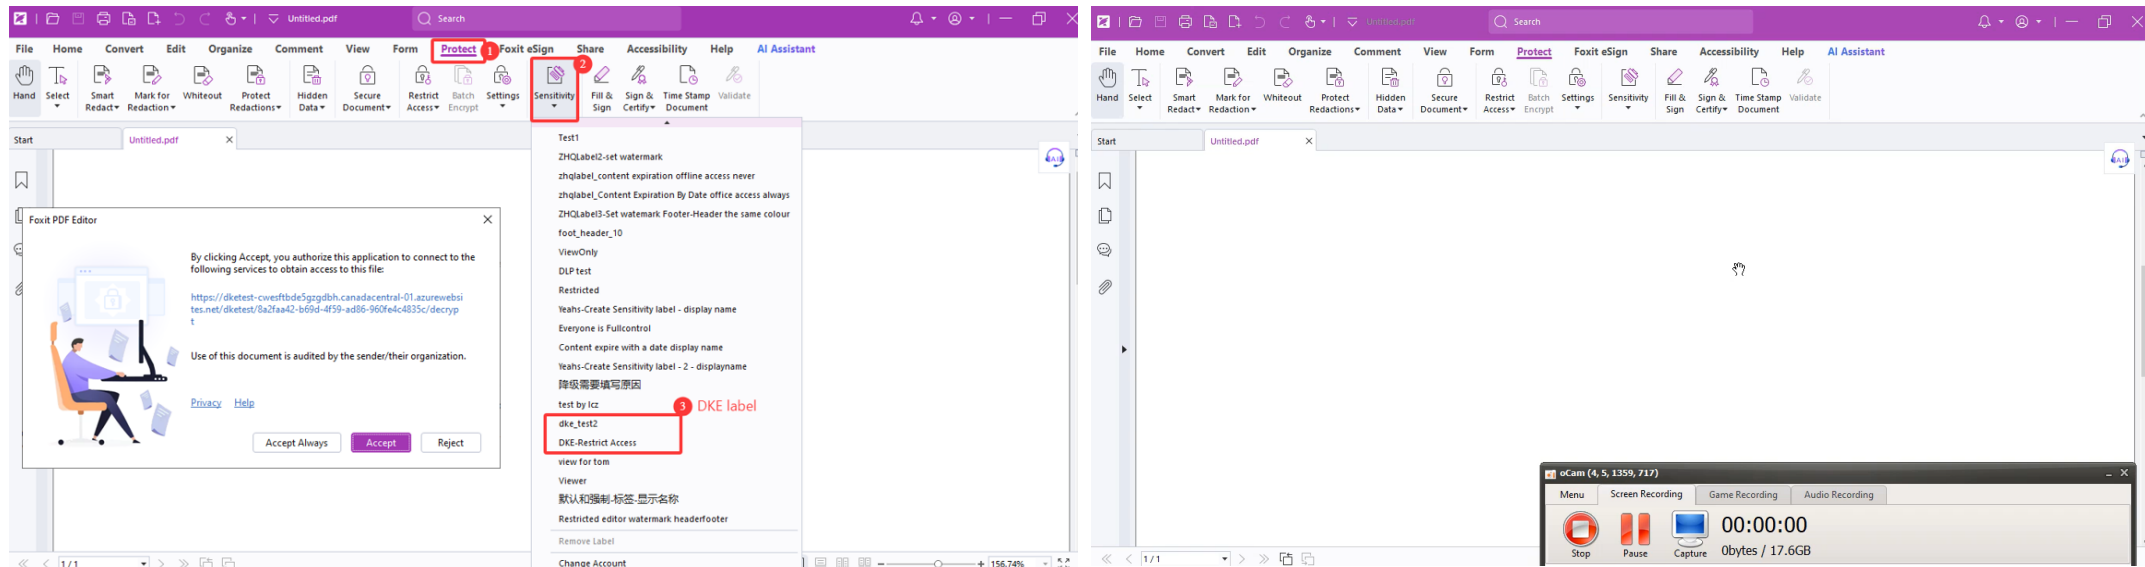 Untitled.pdf
Search
File Home Convert Edit Organize Comment View Form Protect 1 Foxit eSign Share Accessibility Help AI Assistant
2
Hand Select Smart Redact Mark for Redaction Whiteout Protect Redactions Hidden Data Secure Document Restrict Access Batch Encrypt Settings Sensitivity Fill & Sign Sign & Certify Time Stamp Document Validate
Start Untitled.pdf
Foxit PDF Editor
By clicking Accept, you authorize this application to connect to the
following services to obtain access to this file:
https://dketest-cwesftbde5gzgdbh.canadacentral-01.azurewebsi
tes.net/dketest/8a2faa42-b69d-4f59-ad86-960fe4c4835c/decryp
t
Use of this document is audited by the sender/their organization.
Privacy Help
Accept Always Accept Reject
Test1
ZHQLabel2-set watermark
zhqlabel_content expiration offline access never
zhqlabel_Content Expiration By Date office access always
ZHQLabel3-Set watermark Footer-Header the same colour
foot_header_10
ViewOnly
DLP test
Restricted
Yeahs-Create Sensitivity label - display name
Everyone is Fullcontrol
Content expire with a date display name
Yeahs-Create Sensitivity label - 2 - displayname
降级需要填写原因
test by lcz
3 DKE label
dke_test2
DKE-Restrict Access
view for tom
Viewer
默认和强制-标签-显示名称
Restricted editor watermark headerfooter
Remove Label
Change Account
1/1
156.74%
Untitled.pdf
Search
File Home Convert Edit Organize Comment View Form Protect Foxit eSign Share Accessibility Help AI Assistant
Hand Select Smart Redact Mark for Redaction Whiteout Protect Redactions Hidden Data Secure Document Restrict Access Batch Encrypt Settings Sensitivity Fill & Sign Sign & Certify Time Stamp Document Validate
Start Untitled.pdf
1/1
oCam (4, 5, 1359, 717)
Menu Screen Recording Game Recording Audio Recording
00:00:00
Stop Pause Capture 0bytes / 17.6GB